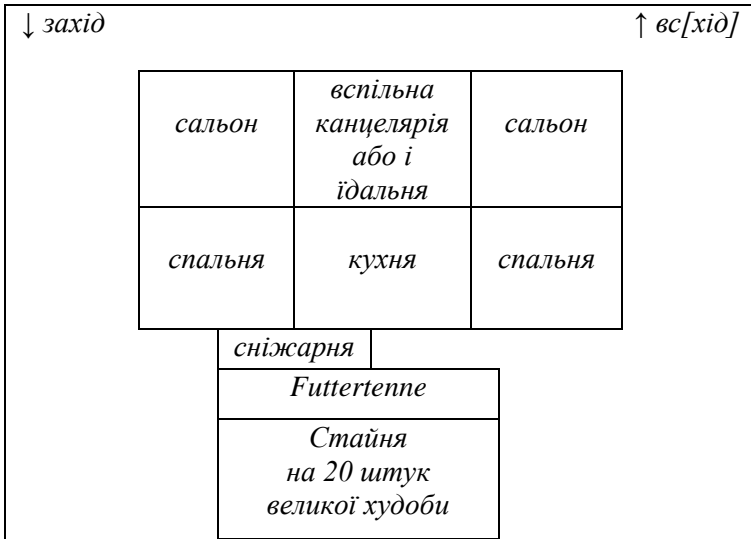 ↓ захід ↑ вс[хід]
вспільна
сальон канцелярія сальон
або і
їдальня
спальня кухня спальня
сніжарня
Futtertenne
Стайня
на 20 штук
великої худоби